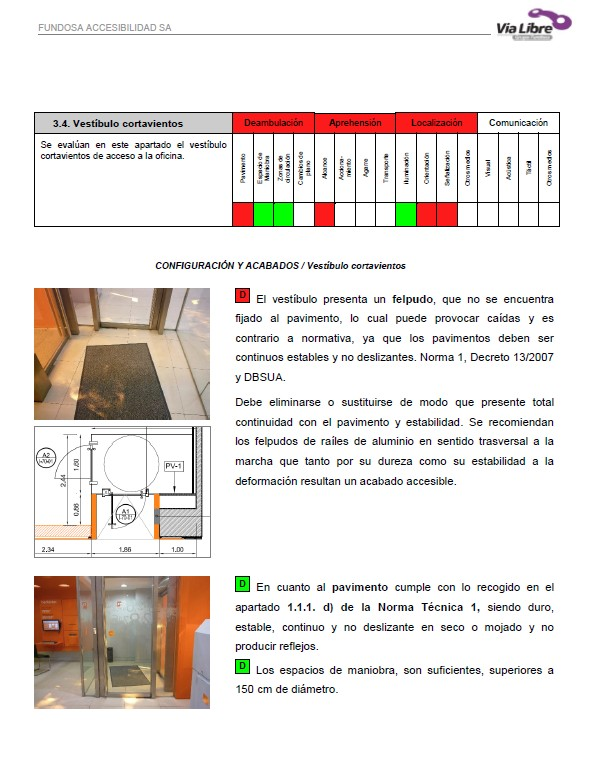 FUNDOSA ACCESIBILIDAD SA
Via Libre
3.4. Vestíbulo cortavientos
Deambulación
Aprehensión
Localización
Comunicación
Se evalúan en este apartado el vestíbulo
cortavientos de acceso a la oficina.
Pavimento
Espacio de
Maniobra
Zonas de
circulación
Cambios de
plano
Alcance
Acciona-
miento
Agarre
Transporte
Iluminación
Orientación
Señalización
Otros medios
Visual
Acústica
Táctil
Otros medios
CONFIGURACIÓN Y ACABADOS / Vestíbulo cortavientos
D El vestíbulo presenta un felpudo, que no se encuentra
fijado al pavimento, lo cual puede provocar caídas y es
contrario a normativa, ya que los pavimentos deben ser
continuos estables y no deslizantes. Norma 1, Decreto 13/2007
y DBSUA.
Debe eliminarse o sustituirse de modo que presente total
continuidad con el pavimento y estabilidad. Se recomiendan
los felpudos de raíles de aluminio en sentido trasversal a la
marcha que tanto por su dureza como su estabilidad a la
deformación resultan un acabado accesible.
A2
PV-1
2.44
1.60
0.86
A1
2.34
1.86
1.00
D En cuanto al pavimento cumple con lo recogido en el
apartado 1.1.1. d) de la Norma Técnica 1, siendo duro,
estable, continuo y no deslizante en seco o mojado y no
producir reflejos.
D Los espacios de maniobra, son suficientes, superiores a
150 cm de diámetro.